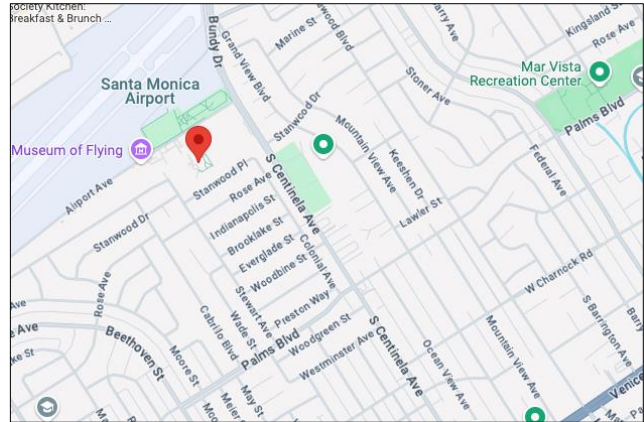 Society Kitchen:
Breakfast & Brunch ...
Bundy Dr
Grand View Blvd
Marine St
Stoner Ave
Kingsland St
Rose Ave
Mar Vista
Recreation Center
Palms Blvd
Santa Monica
Airport
Museum of Flying
Airport Ave
Stanwood Dr
Mountain View Ave
Keeshen Dr
Lawler St
Federal Ave
S Centinela Ave
Stanwood Pl
Rose Ave
Indianapolis St
Brooklake St
Everglade St
Woodbine St
Colonial Ave
Preston Way
Woodgreen St
Westminster Ave
Stanwood Dr
Rose Ave
Stewart Ave
Wade St
Cabrillo Blvd
Palms Blvd
Beethoven St
Moore St
May St
S Centinela Ave
Ocean View Ave
Mountain View Ave
W Charnock Rd
S Barrington Ave
Venice